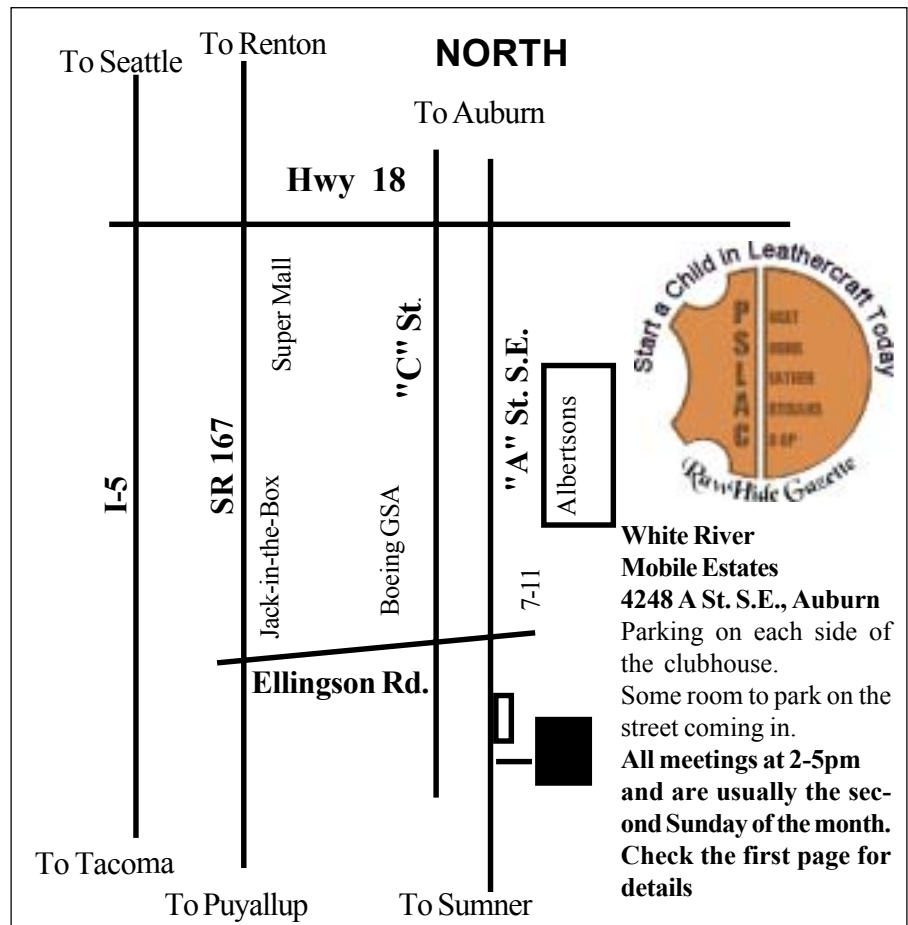 To Seattle
To Renton
NORTH
To Auburn
Hwy 18
Super Mall
"C" St.
"A" St. S.E.
Albertsons
SR 167
I-5
Jack-in-the-Box
Boeing GSA
7-11
Ellingson Rd.
To Tacoma
To Puyallup
To Sumner
Start a Child in Leathercraft Today
P
S
L
A
C
RawHide Gazette
White River
Mobile Estates
4248 A St. S.E., Auburn
Parking on each side of
the clubhouse.
Some room to park on the
street coming in.
All meetings at 2-5pm
and are usually the sec-
ond Sunday of the month.
Check the first page for
details